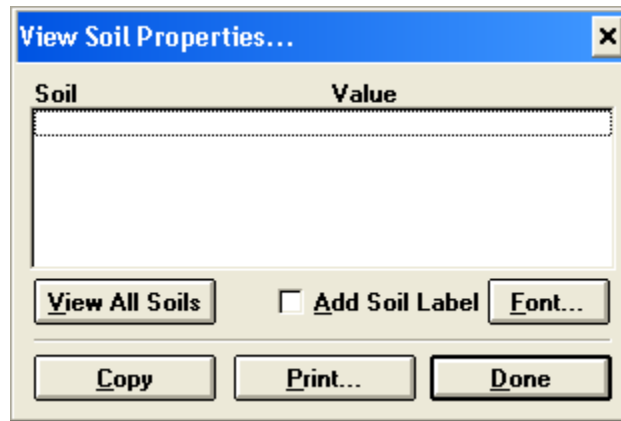 View Soil Properties...
Soil Value
View All Soils Add Soil Label Font...
Copy Print... Done